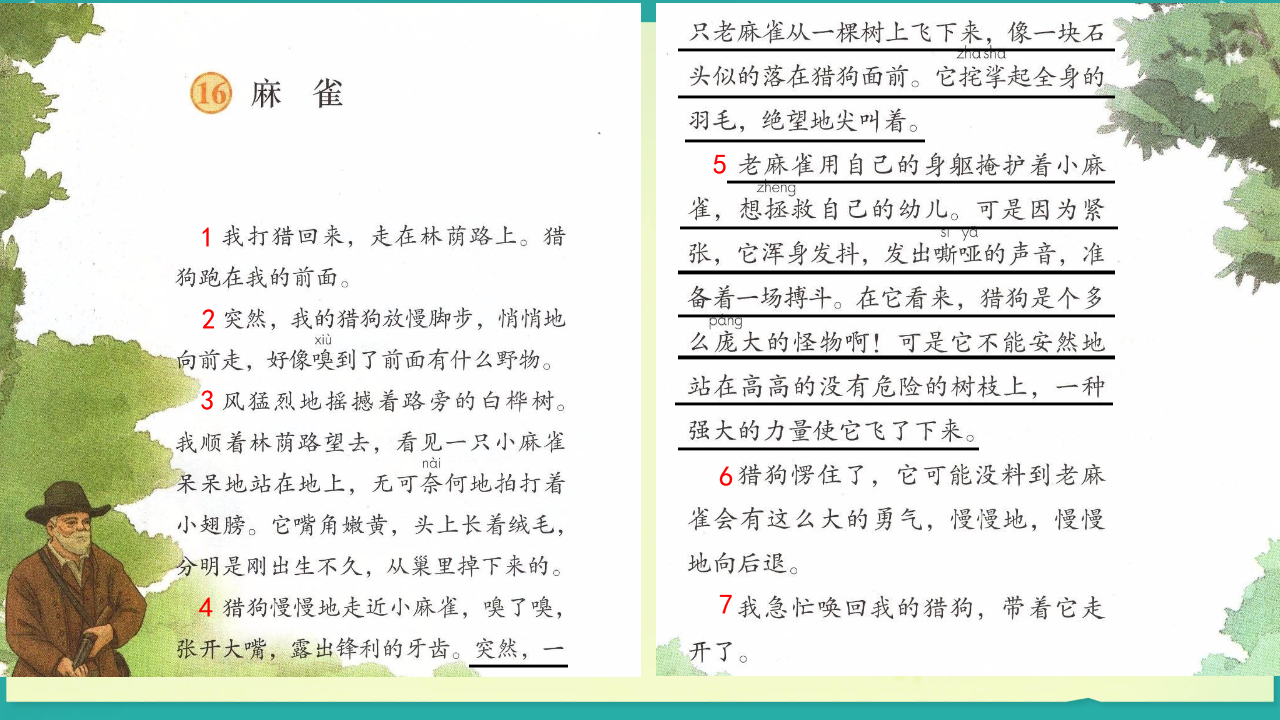 16 麻 雀
1 我打猎回来，走在林荫路上。猎
狗跑在我的前面。
2 突然，我的猎狗放慢脚步，悄悄地
xiù
向前走，好像嗅到了前面有什么野物。
3 风猛烈地摇撼着路旁的白桦树。
我顺着林荫路望去，看见一只小麻雀
nài
呆呆地站在地上，无可奈何地拍打着
小翅膀。它嘴角嫩黄，头上长着绒毛，
分明是刚出生不久，从巢里掉下来的。
4 猎狗慢慢地走近小麻雀，嗅了嗅，
张开大嘴，露出锋利的牙齿。突然，一
只老麻雀从一棵树上飞下来，像一块石
zhā shā
头似的落在猎狗面前。它挓挲起全身的
羽毛，绝望地尖叫着。
5 老麻雀用自己的身躯掩护着小麻
zhěng
雀，想拯救自己的幼儿。可是因为紧
sī yǎ
张，它浑身发抖，发出嘶哑的声音，准
备着一场搏斗。在它看来，猎狗是个多
páng
么庞大的怪物啊！可是它不能安然地
站在高高的没有危险的树枝上，一种
强大的力量使它飞了下来。
6 猎狗愣住了，它可能没料到老麻
雀会有这么大的勇气，慢慢地，慢慢
地向后退。
7 我急忙唤回我的猎狗，带着它走
开了。